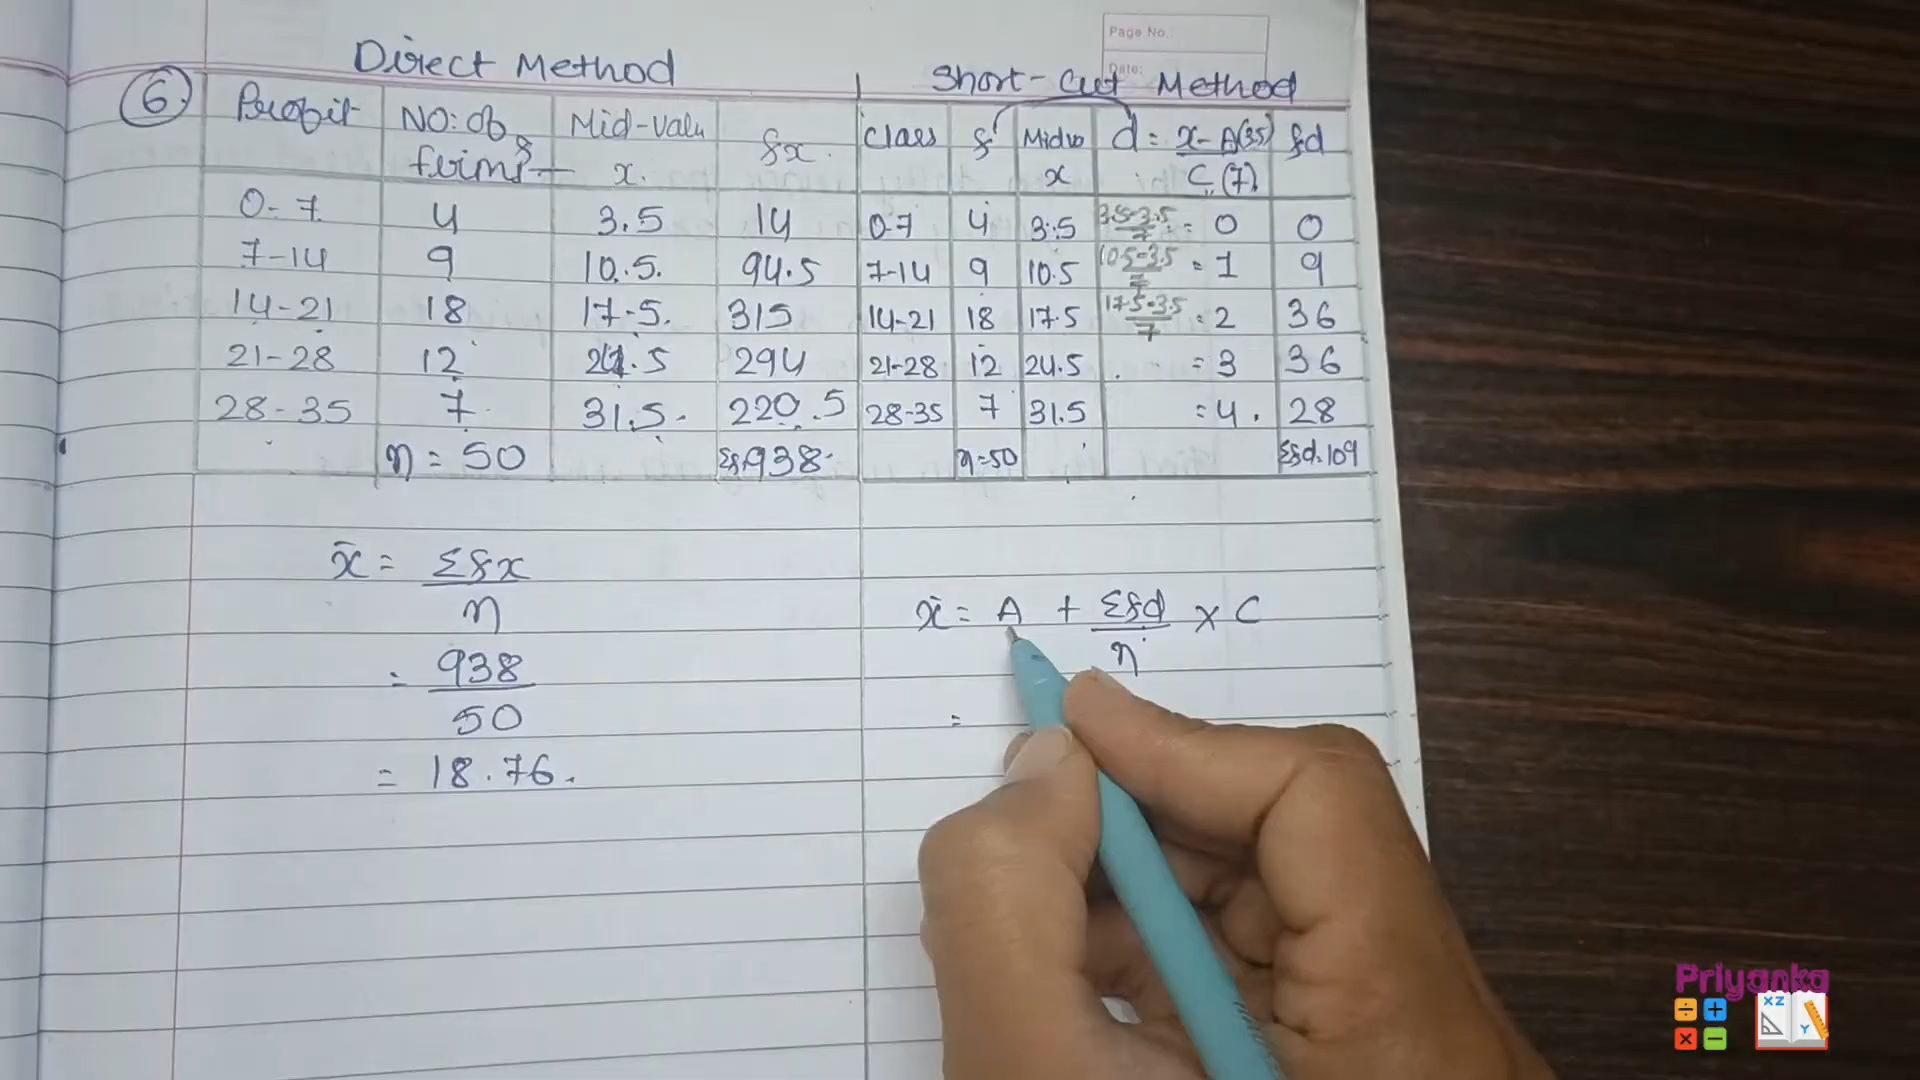 Page No.:
Date:
Direct Method
Short-Cut Method
6
Profit NO: of firms f Mid-Valu x fx
0-7 4 3.5 14
7-14 9 10.5. 94.5
14-21 18 17.5. 315
21-28 12 24.5 294
28-35 7 31.5. 220.5
n = 50 938
Class f Midva x d = x-A(3.5) / C(7) fd
0-7 4 3.5 3.5-3.5/7 = 0 0
7-14 9 10.5 10.5-3.5/7 = 1 9
14-21 18 17.5 17.5-3.5/7 = 2 36
21-28 12 24.5 = 3 36
28-35 7 31.5 = 4. 28
n=50 Σfd=109
x̄ = Σfx
n
= 938
50
= 18.76.
x̄ = A + Σfd × C
n
=
Priyanka
XZ
Y